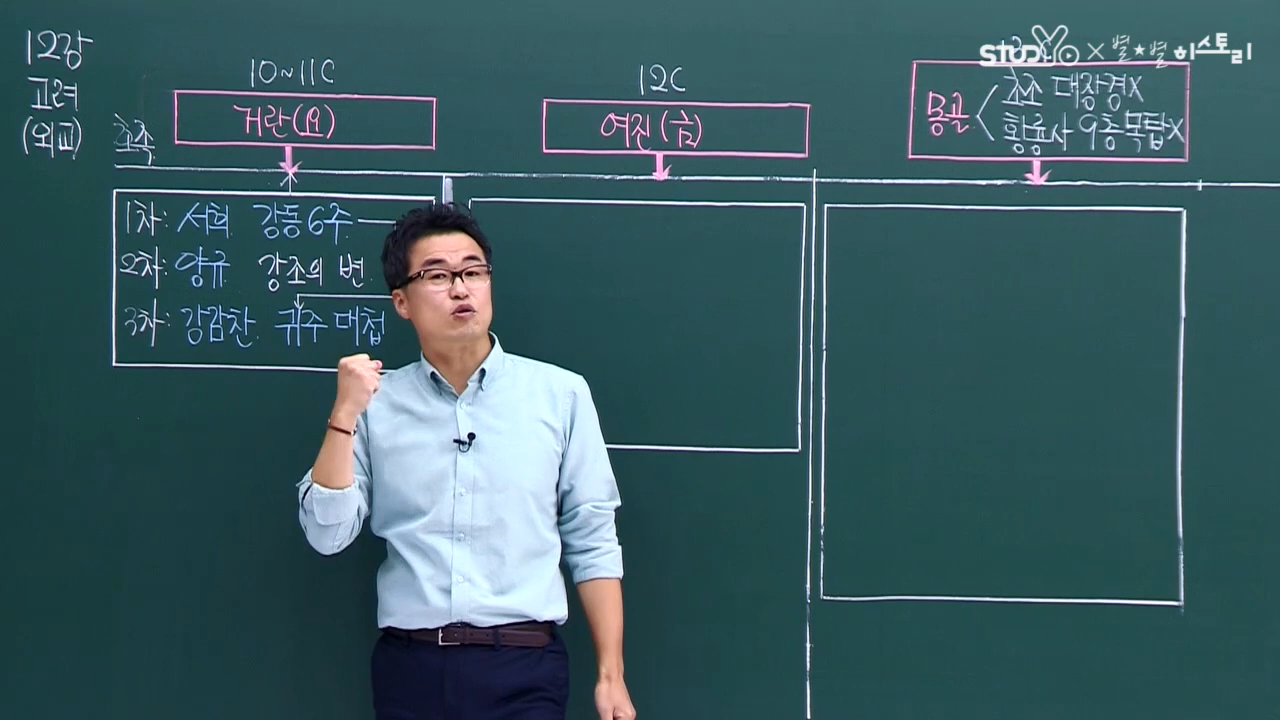 12강
고려
(외교)
호족
10~11C
거란(요)
1차: 서희 강동6주
2차: 양규 강조의 변
3차: 강감찬. 귀주대첩
12C
여진(금)
STUDYo × 별★별 히스토리
몽골 초조 대장경X
황룡사 9층목탑X